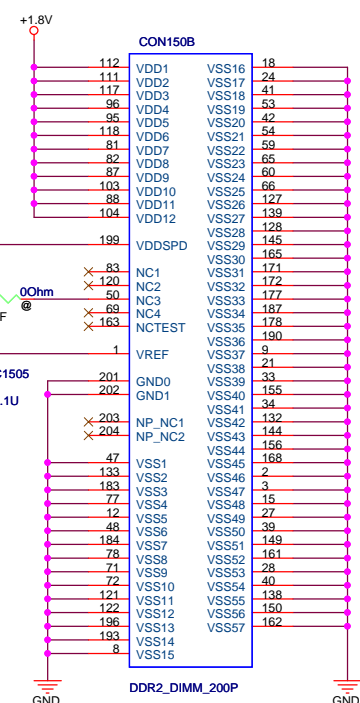 +1.8V
CON150B
112 VDD1 VSS16 18
111 VDD2 VSS17 24
117 VDD3 VSS18 41
96 VDD4 VSS19 53
95 VDD5 VSS20 42
118 VDD6 VSS21 54
81 VDD7 VSS22 59
82 VDD8 VSS23 65
87 VDD9 VSS24 60
103 VDD10 VSS25 66
88 VDD11 VSS26 127
104 VDD12 VSS27 139
VSS28 128
199 VDDSPD VSS29 145
VSS30 165
83 NC1 VSS31 171
120 NC2 VSS32 172
0Ohm 50 NC3 VSS33 177
@ 69 NC4 VSS34 187
F 163 NCTEST VSS35 178
VSS36 190
1 VREF VSS37 9
VSS38 21
C1505 201 GND0 VSS39 33
202 GND1 VSS40 155
.1U VSS41 34
203 NP_NC1 VSS42 132
204 NP_NC2 VSS43 144
VSS44 156
47 VSS1 VSS45 168
133 VSS2 VSS46 2
183 VSS3 VSS47 3
77 VSS4 VSS48 15
12 VSS5 VSS49 27
48 VSS6 VSS50 39
184 VSS7 VSS51 149
78 VSS8 VSS52 161
71 VSS9 VSS53 28
72 VSS10 VSS54 40
121 VSS11 VSS55 138
122 VSS12 VSS56 150
196 VSS13 VSS57 162
193 VSS14
8 VSS15
DDR2_DIMM_200P
GND GND